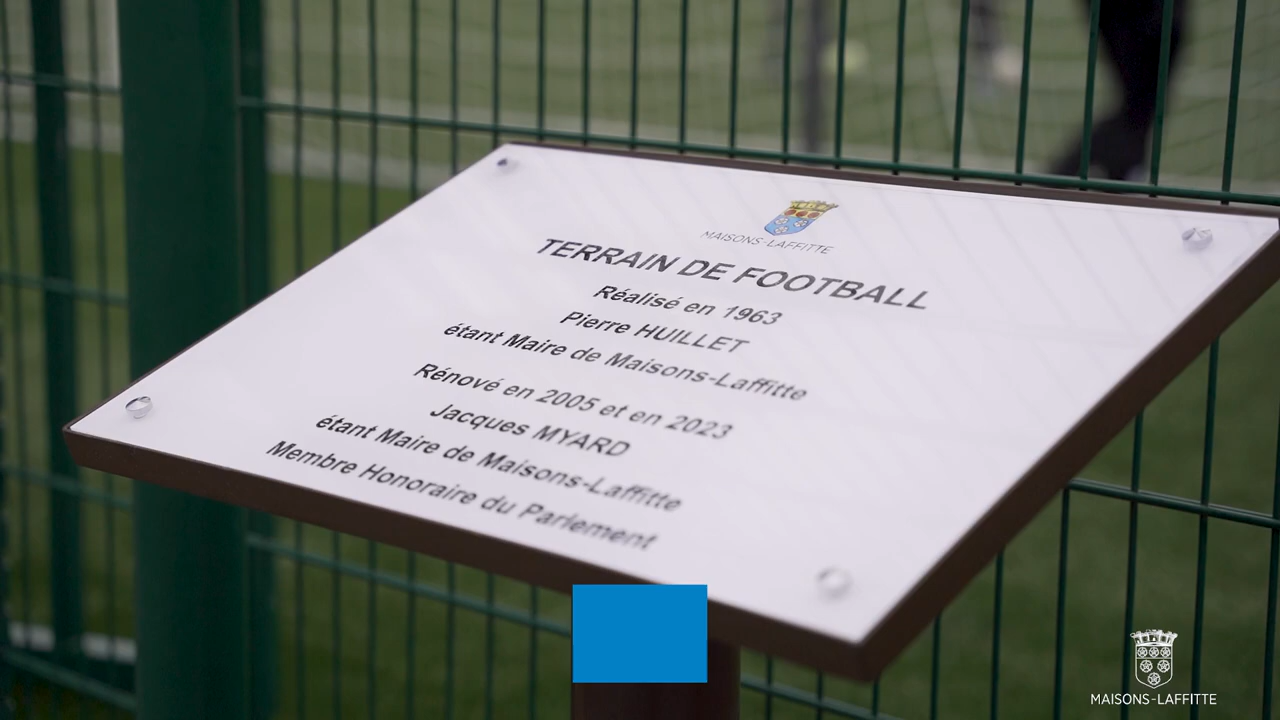 MAISONS-LAFFITTE
TERRAIN DE FOOTBALL
Réalisé en 1963
Pierre HUILLET
étant Maire de Maisons-Laffitte
Rénové en 2005 et en 2023
Jacques MYARD
étant Maire de Maisons-Laffitte
Membre Honoraire du Parlement
MAISONS-LAFFITTE